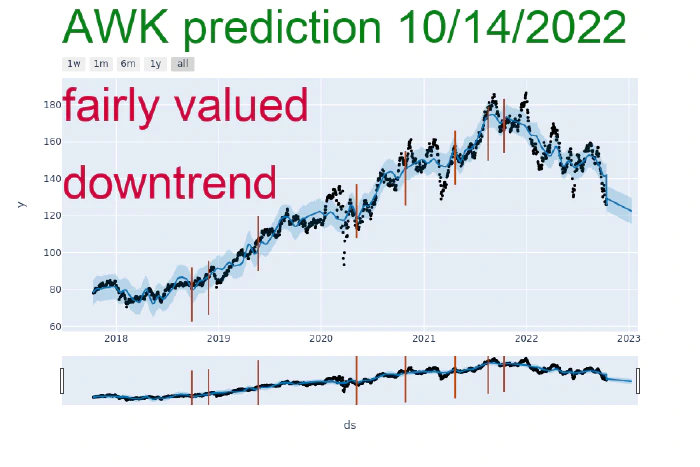 AWK prediction 10/14/2022
1w 1m 6m 1y all
fairly valued
downtrend
y
180
160
140
120
100
80
60
2018 2019 2020 2021 2022 2023
ds